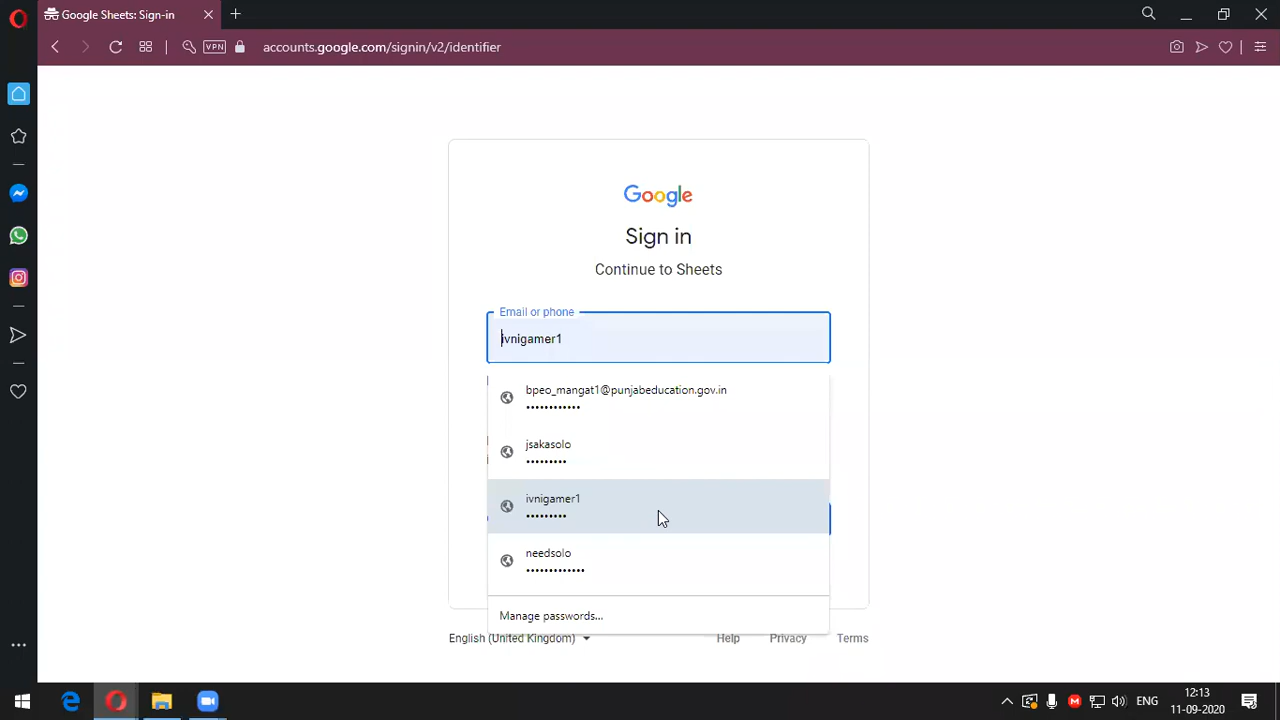 Google Sheets: Sign-in
VPN
accounts.google.com/signin/v2/identifier
Google
Sign in
Continue to Sheets
Email or phone
ivnigamer1
bpeo_mangat1@punjabeducation.gov.in
••••••••••••
jsakasolo
•••••••••
ivnigamer1
•••••••••
needsolo
•••••••••••••
Manage passwords...
English (United Kingdom)
Help
Privacy
Terms
ENG
12:13
11-09-2020